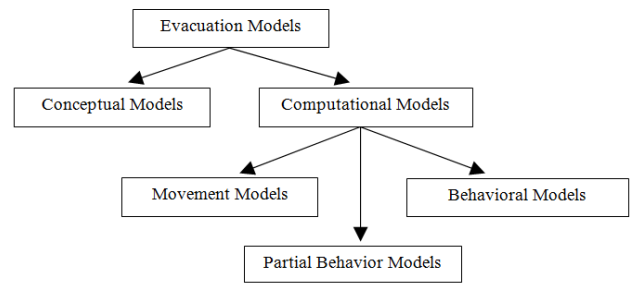 Evacuation Models
Conceptual Models
Computational Models
Movement Models
Behavioral Models
Partial Behavior Models